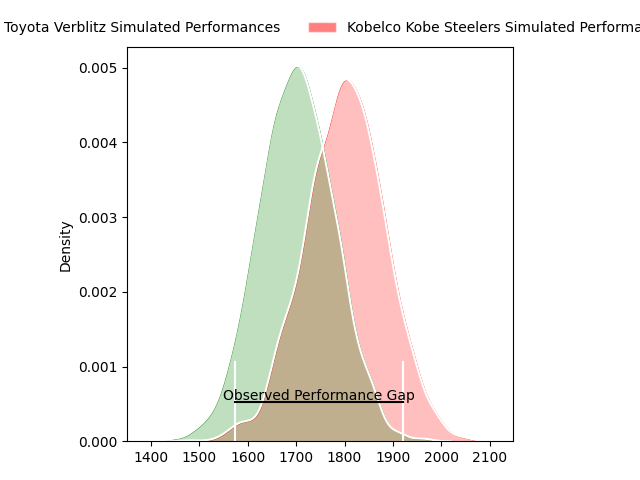 Toyota Verblitz Simulated Performances
Kobelco Kobe Steelers Simulated Performa
0.005
0.004
0.003
0.002
0.001
0.000
Density
Observed Performance Gap
1400 1500 1600 1700 1800 1900 2000 2100